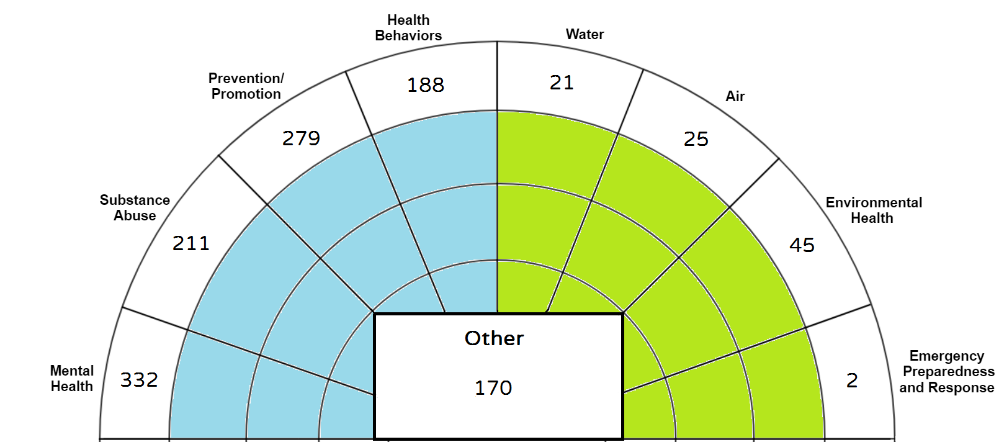 Health
Behaviors
Water
Prevention/
Promotion
188
21
Air
279
25
Substance
Abuse
211
Environmental
Health
45
Other
Mental
Health
332
170
2
Emergency
Preparedness
and Response